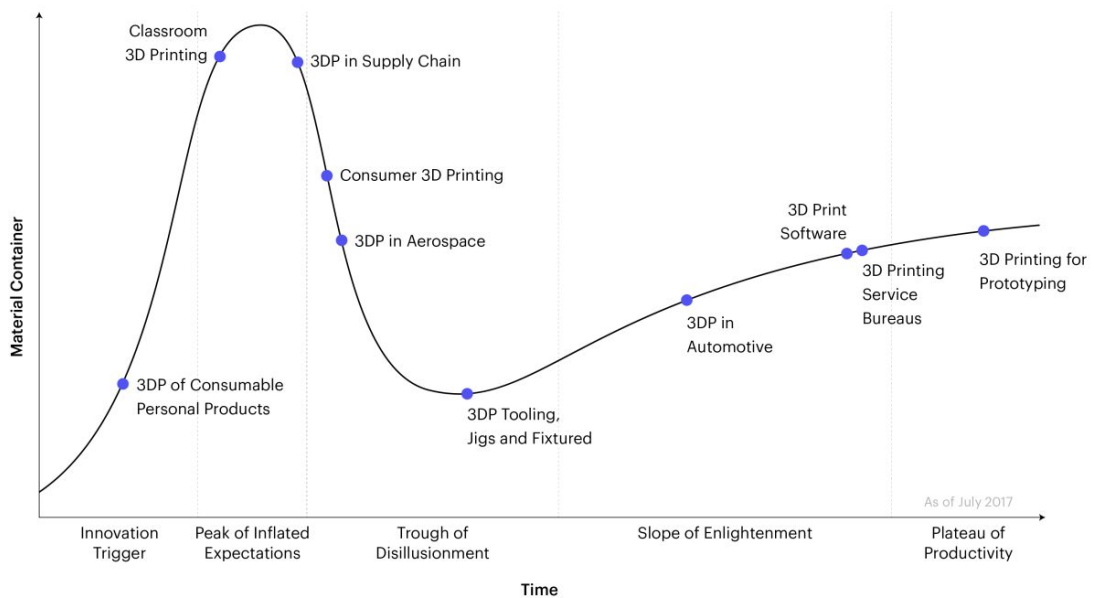 Classroom
3D Printing
3DP in Supply Chain
Consumer 3D Printing
3DP in Aerospace
3D Print
Software
3D Printing
Service
Bureaus
3D Printing for
Prototyping
3DP in
Automotive
3DP of Consumable
Personal Products
3DP Tooling,
Jigs and Fixtured
Material Container
As of July 2017
Innovation
Trigger
Peak of Inflated
Expectations
Trough of
Disillusionment
Slope of Enlightenment
Plateau of
Productivity
Time